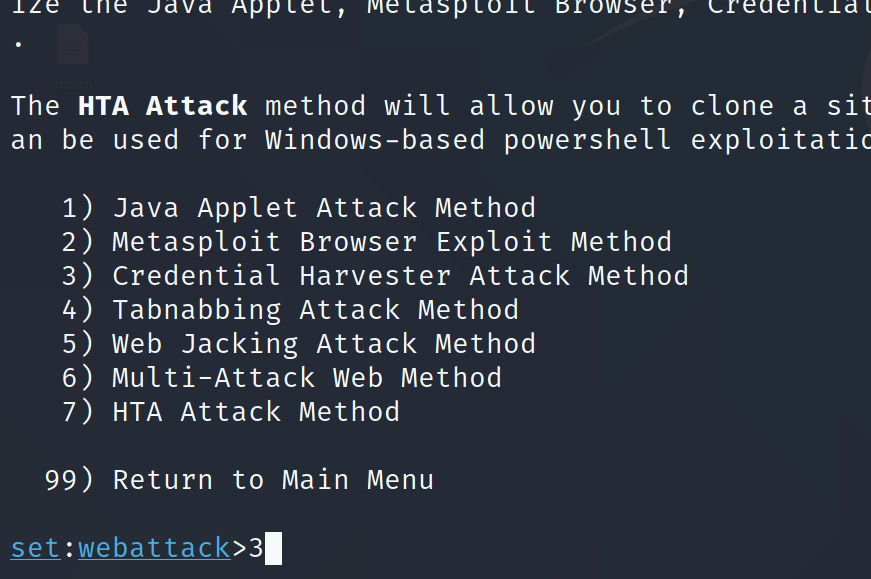 ize the Java Applet, Metasploit Browser, Credential
.
The HTA Attack method will allow you to clone a sit
an be used for Windows-based powershell exploitatio
1) Java Applet Attack Method
2) Metasploit Browser Exploit Method
3) Credential Harvester Attack Method
4) Tabnabbing Attack Method
5) Web Jacking Attack Method
6) Multi-Attack Web Method
7) HTA Attack Method
99) Return to Main Menu
set:webattack>3